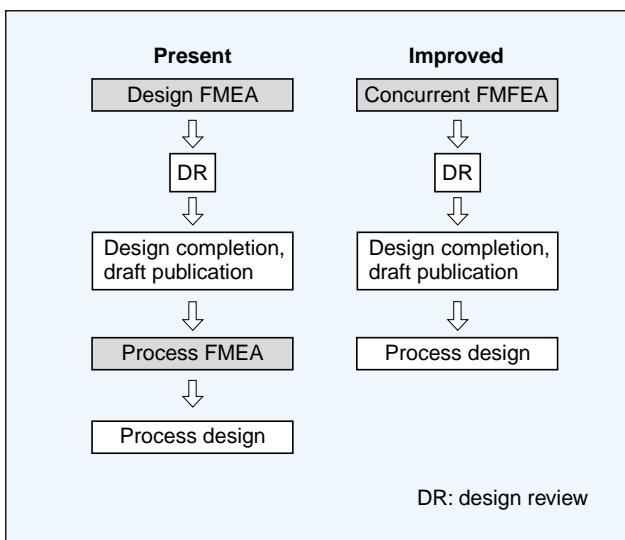 Present
Design FMEA
DR
Design completion,
draft publication
Process FMEA
Process design
Improved
Concurrent FMFEA
DR
Design completion,
draft publication
Process design
DR: design review